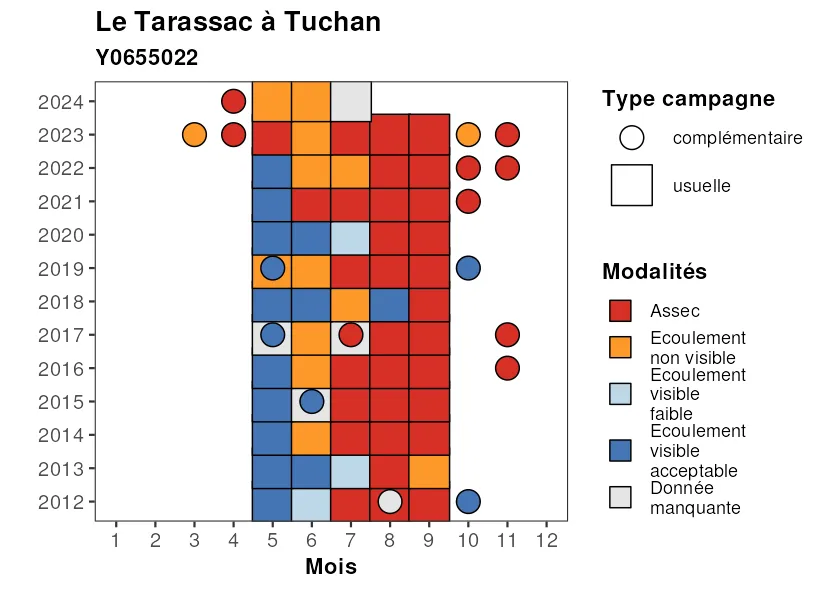 Le Tarassac à Tuchan
Y0655022
2024
2023
2022
2021
2020
2019
2018
2017
2016
2015
2014
2013
2012
1 2 3 4 5 6 7 8 9 10 11 12
Mois
Type campagne
complémentaire
usuelle
Modalités
Assec
Ecoulement
non visible
Ecoulement
visible
faible
Ecoulement
visible
acceptable
Donnée
manquante